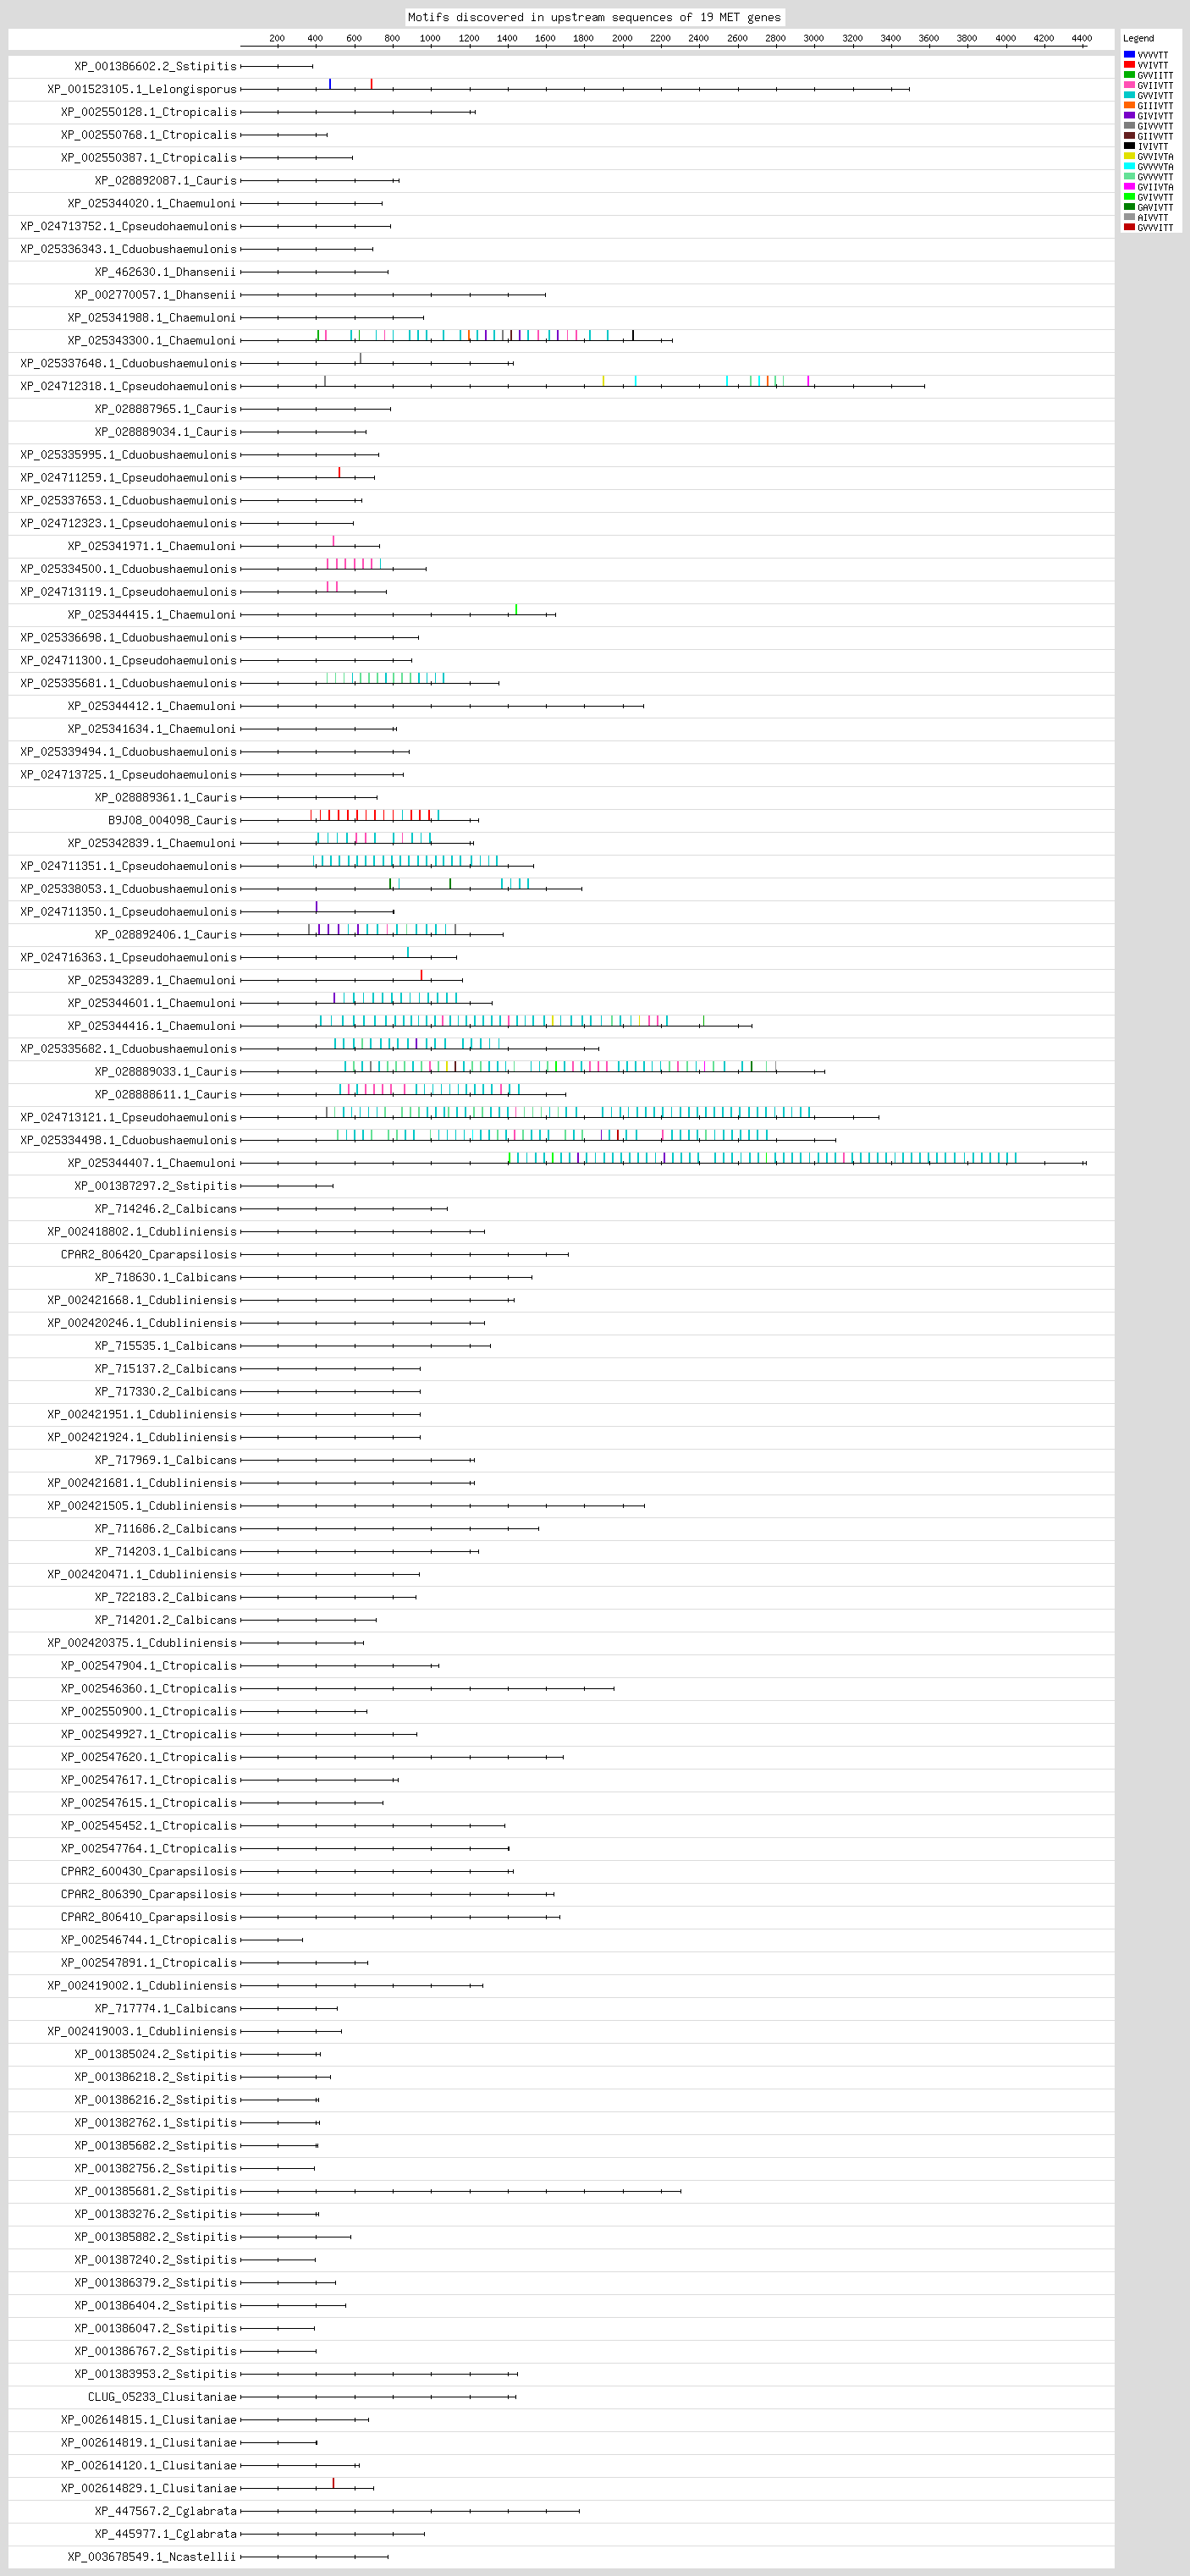 Motifs discovered in upstream sequences of 19 MET genes
200 400 600 800 1000 1200 1400 1600 1800 2000 2200 2400 2600 2800 3000 3200 3400 3600 3800 4000 4200 4400
Legend
VVVVTT
VVIVTT
GVVIITT
GVIIVTT
GVVIVTT
GIIIVTT
GIVIVTT
GIVVVTT
GIIVVTT
IVIVTT
GVVIVTA
GVVVVTA
GVVVVTT
GVIIVTA
GVIVVTT
GAVIVTT
AIVVTT
GVVVITT
XP_001386602.2_Sstipitis
XP_001523105.1_Lelongisporus
XP_002550128.1_Ctropicalis
XP_002550768.1_Ctropicalis
XP_002550387.1_Ctropicalis
XP_028892087.1_Cauris
XP_025344020.1_Chaemuloni
XP_024713752.1_Cpseudohaemulonis
XP_025336343.1_Cduobushaemulonis
XP_462630.1_Dhansenii
XP_002770057.1_Dhansenii
XP_025341988.1_Chaemuloni
XP_025343300.1_Chaemuloni
XP_025337648.1_Cduobushaemulonis
XP_024712318.1_Cpseudohaemulonis
XP_028887965.1_Cauris
XP_028889034.1_Cauris
XP_025335995.1_Cduobushaemulonis
XP_024711259.1_Cpseudohaemulonis
XP_025337653.1_Cduobushaemulonis
XP_024712323.1_Cpseudohaemulonis
XP_025341971.1_Chaemuloni
XP_025334500.1_Cduobushaemulonis
XP_024713119.1_Cpseudohaemulonis
XP_025344415.1_Chaemuloni
XP_025336698.1_Cduobushaemulonis
XP_024711300.1_Cpseudohaemulonis
XP_025335681.1_Cduobushaemulonis
XP_025344412.1_Chaemuloni
XP_025341634.1_Chaemuloni
XP_025339494.1_Cduobushaemulonis
XP_024713725.1_Cpseudohaemulonis
XP_028889361.1_Cauris
B9J08_004098_Cauris
XP_025342839.1_Chaemuloni
XP_024711351.1_Cpseudohaemulonis
XP_025338053.1_Cduobushaemulonis
XP_024711350.1_Cpseudohaemulonis
XP_028892406.1_Cauris
XP_024716363.1_Cpseudohaemulonis
XP_025343289.1_Chaemuloni
XP_025344601.1_Chaemuloni
XP_025344416.1_Chaemuloni
XP_025335682.1_Cduobushaemulonis
XP_028889033.1_Cauris
XP_028888611.1_Cauris
XP_024713121.1_Cpseudohaemulonis
XP_025334498.1_Cduobushaemulonis
XP_025344407.1_Chaemuloni
XP_001387297.2_Sstipitis
XP_714246.2_Calbicans
XP_002418802.1_Cdubliniensis
CPAR2_806420_Cparapsilosis
XP_718630.1_Calbicans
XP_002421668.1_Cdubliniensis
XP_002420246.1_Cdubliniensis
XP_715535.1_Calbicans
XP_715137.2_Calbicans
XP_717330.2_Calbicans
XP_002421951.1_Cdubliniensis
XP_002421924.1_Cdubliniensis
XP_717969.1_Calbicans
XP_002421681.1_Cdubliniensis
XP_002421505.1_Cdubliniensis
XP_711686.2_Calbicans
XP_714203.1_Calbicans
XP_002420471.1_Cdubliniensis
XP_722183.2_Calbicans
XP_714201.2_Calbicans
XP_002420375.1_Cdubliniensis
XP_002547904.1_Ctropicalis
XP_002546360.1_Ctropicalis
XP_002550900.1_Ctropicalis
XP_002549927.1_Ctropicalis
XP_002547620.1_Ctropicalis
XP_002547617.1_Ctropicalis
XP_002547615.1_Ctropicalis
XP_002545452.1_Ctropicalis
XP_002547764.1_Ctropicalis
CPAR2_600430_Cparapsilosis
CPAR2_806390_Cparapsilosis
CPAR2_806410_Cparapsilosis
XP_002546744.1_Ctropicalis
XP_002547891.1_Ctropicalis
XP_002419002.1_Cdubliniensis
XP_717774.1_Calbicans
XP_002419003.1_Cdubliniensis
XP_001385024.2_Sstipitis
XP_001386218.2_Sstipitis
XP_001386216.2_Sstipitis
XP_001382762.1_Sstipitis
XP_001385682.2_Sstipitis
XP_001382756.2_Sstipitis
XP_001385681.2_Sstipitis
XP_001383276.2_Sstipitis
XP_001385882.2_Sstipitis
XP_001387240.2_Sstipitis
XP_001386379.2_Sstipitis
XP_001386404.2_Sstipitis
XP_001386047.2_Sstipitis
XP_001386767.2_Sstipitis
XP_001383953.2_Sstipitis
CLUG_05233_Clusitaniae
XP_002614815.1_Clusitaniae
XP_002614819.1_Clusitaniae
XP_002614120.1_Clusitaniae
XP_002614829.1_Clusitaniae
XP_447567.2_Cglabrata
XP_445977.1_Cglabrata
XP_003678549.1_Ncastellii